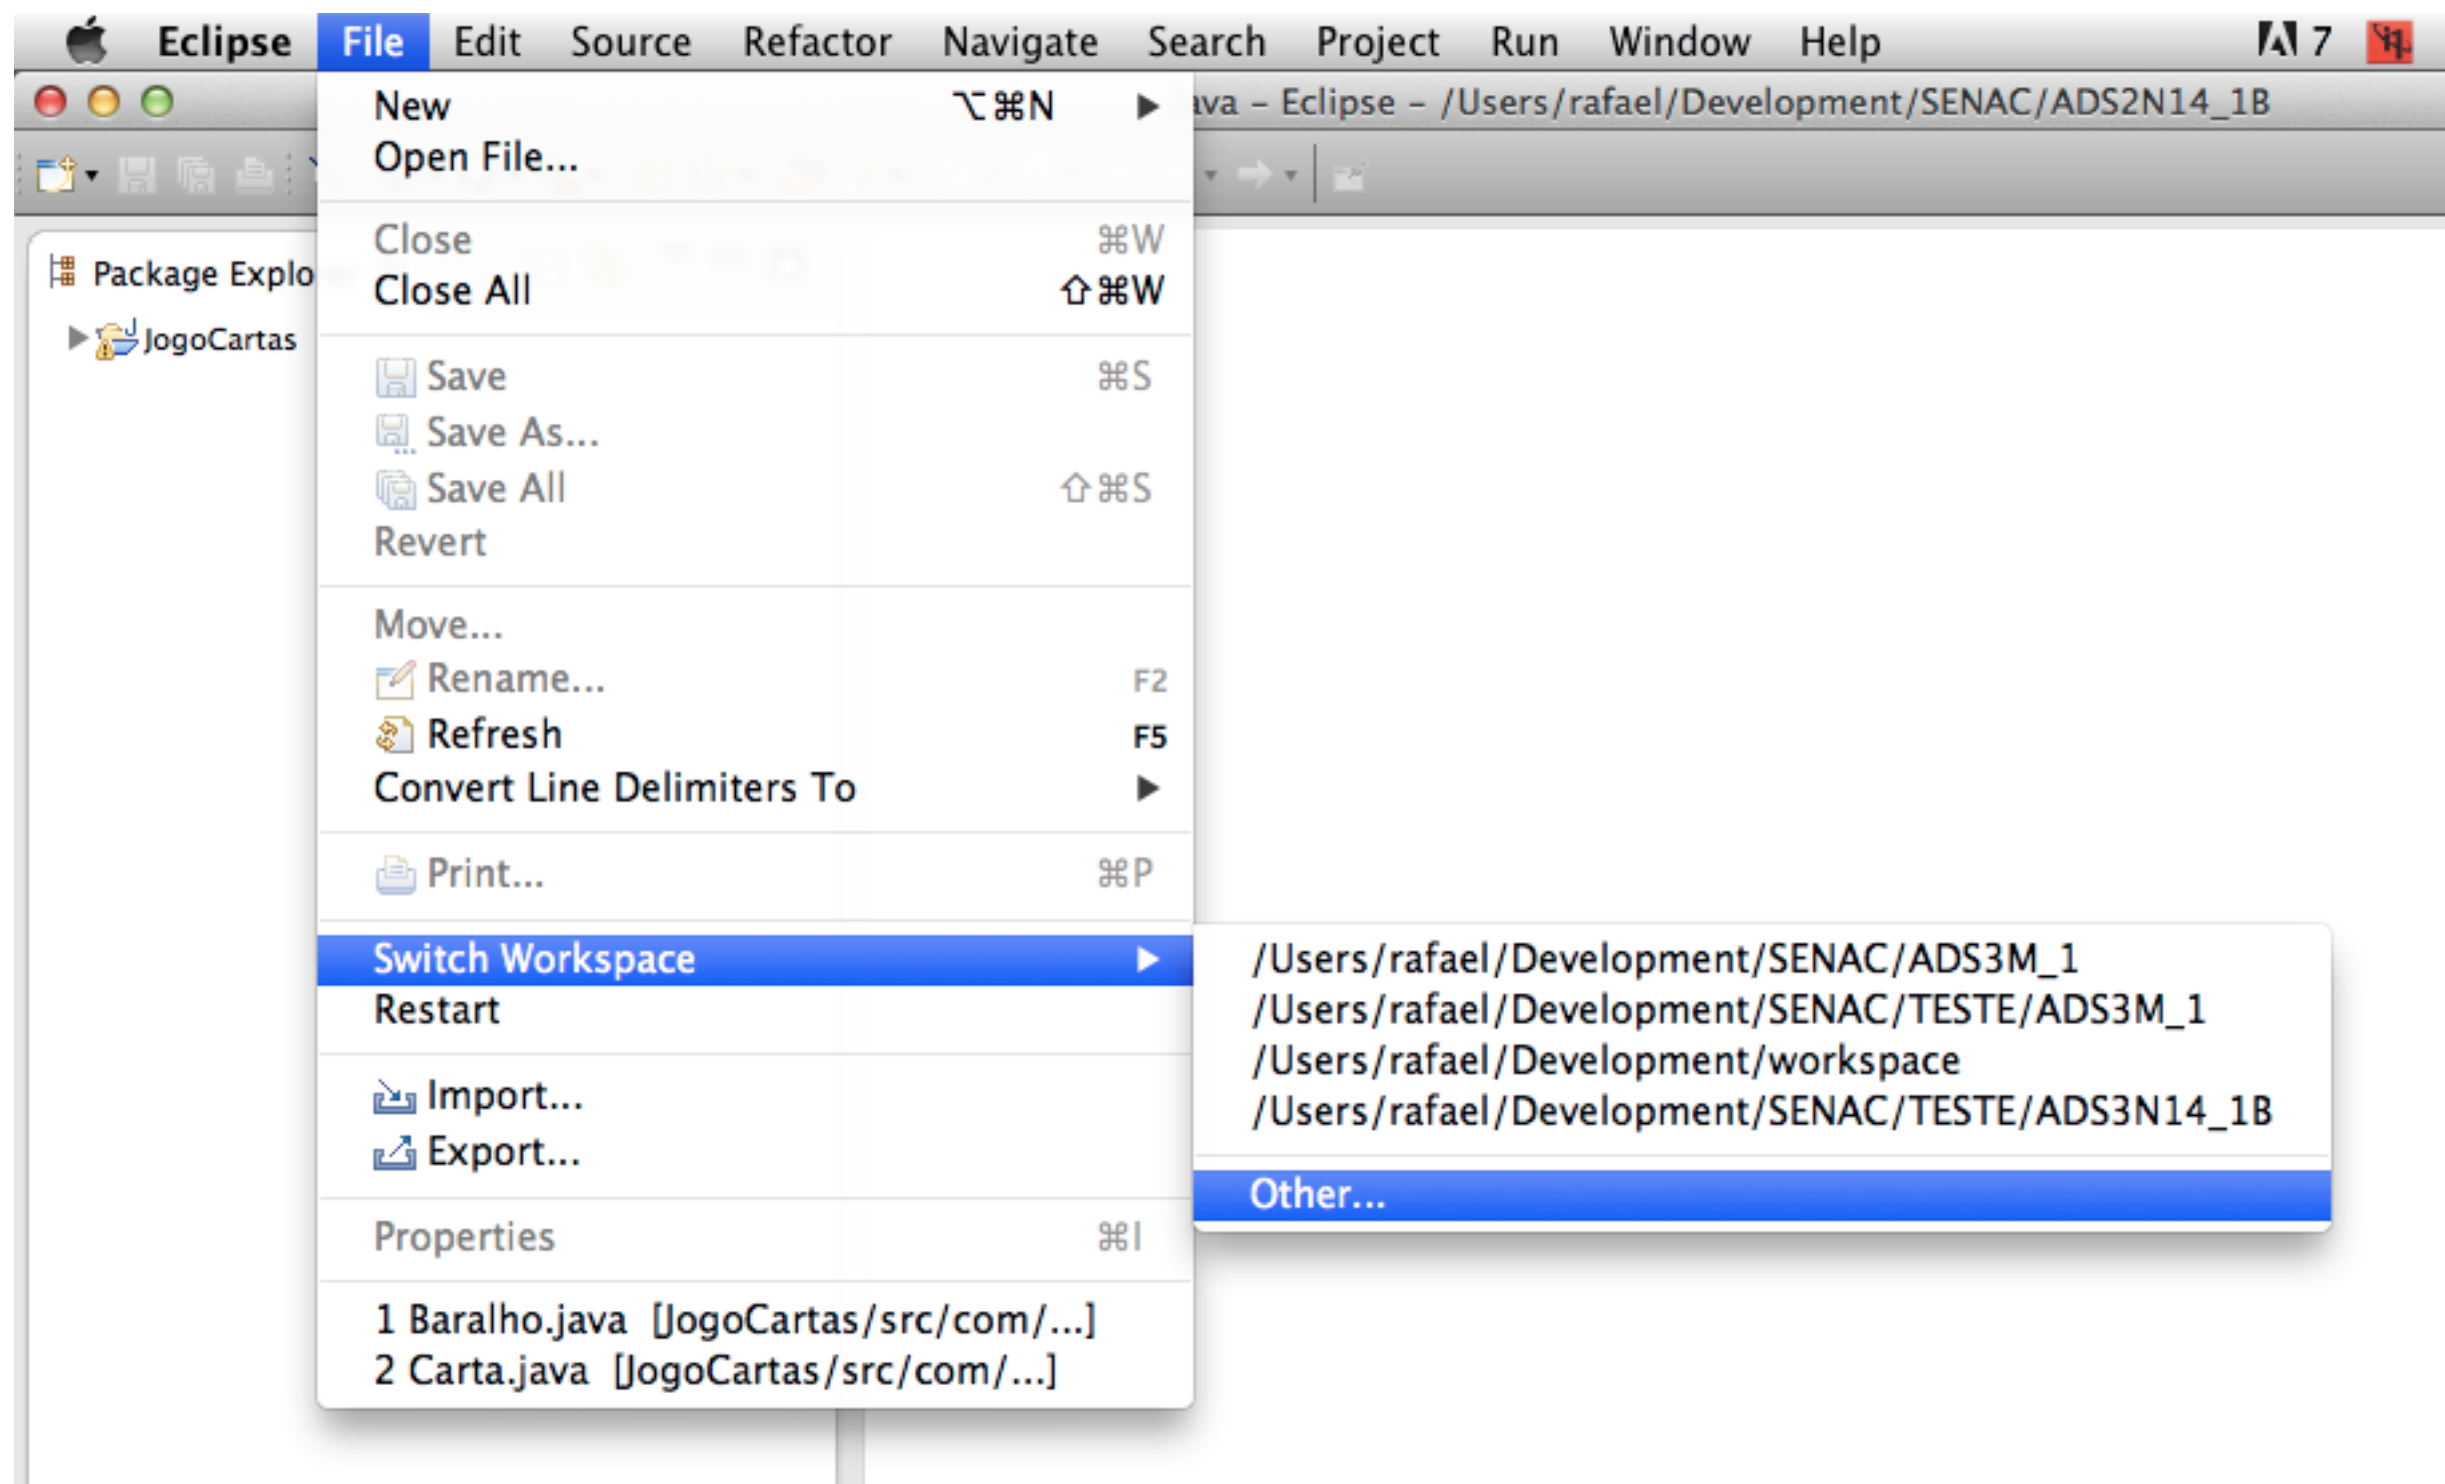 Eclipse File Edit Source Refactor Navigate Search Project Run Window Help 7
ava – Eclipse – /Users/rafael/Development/SENAC/ADS2N14_1B
New ⌥⌘N ▶
Open File...
Close ⌘W
Package Explo
Close All ⇧⌘W
JogoCartas
Save ⌘S
Save As...
Save All ⇧⌘S
Revert
Move...
Rename... F2
Refresh F5
Convert Line Delimiters To ▶
Print... ⌘P
Switch Workspace ▶
Restart
Import...
Export...
Properties ⌘I
1 Baralho.java [JogoCartas/src/com/...]
2 Carta.java [JogoCartas/src/com/...]
/Users/rafael/Development/SENAC/ADS3M_1
/Users/rafael/Development/SENAC/TESTE/ADS3M_1
/Users/rafael/Development/workspace
/Users/rafael/Development/SENAC/TESTE/ADS3N14_1B
Other...